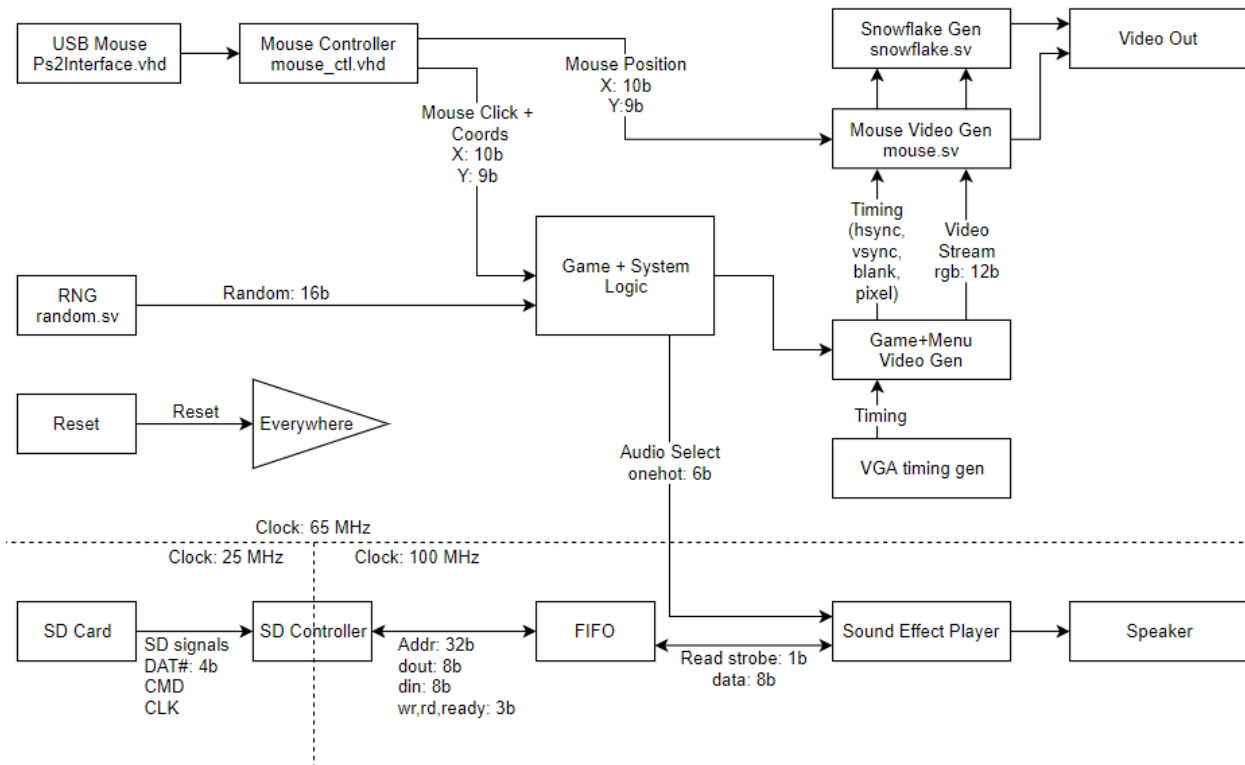 USB Mouse
Ps2Interface.vhd
Mouse Controller
mouse_ctl.vhd
Snowflake Gen
snowflake.sv
Video Out
Mouse Position
X: 10b
Y:9b
Mouse Click +
Coords
X: 10b
Y: 9b
Mouse Video Gen
mouse.sv
Timing
(hsync,
vsync,
blank,
pixel)
Video
Stream
rgb: 12b
Game + System
Logic
RNG
random.sv
Random: 16b
Game+Menu
Video Gen
Reset
Reset
Everywhere
Timing
Audio Select
onehot: 6b
VGA timing gen
Clock: 65 MHz
Clock: 25 MHz
Clock: 100 MHz
SD Card
SD signals
DAT#: 4b
CMD
CLK
SD Controller
Addr: 32b
dout: 8b
din: 8b
wr,rd,ready: 3b
FIFO
Read strobe: 1b
data: 8b
Sound Effect Player
Speaker